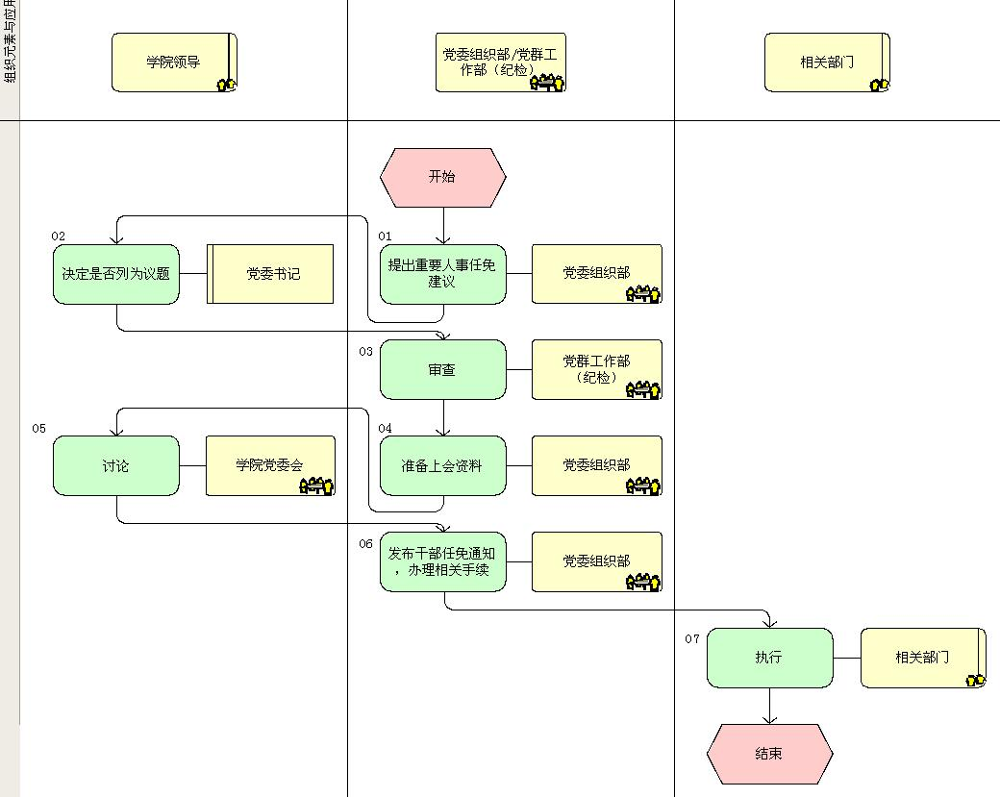 组织元素与应用
学院领导
党委组织部/党群工
作部（纪检）
相关部门
开始
02
决定是否列为议题
党委书记
01
提出重要人事任免
建议
党委组织部
03
审查
党群工作部
（纪检）
05
讨论
学院党委会
04
准备上会资料
党委组织部
06
发布干部任免通知
，办理相关手续
党委组织部
07
执行
相关部门
结束